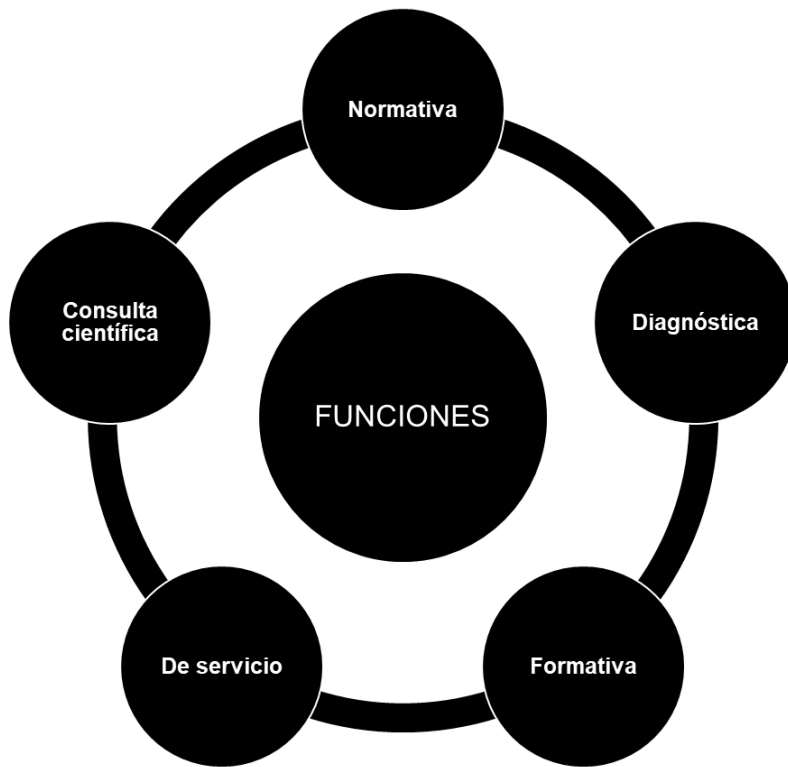 Normativa
Diagnóstica
Formativa
De servicio
Consulta
científica
FUNCIONES